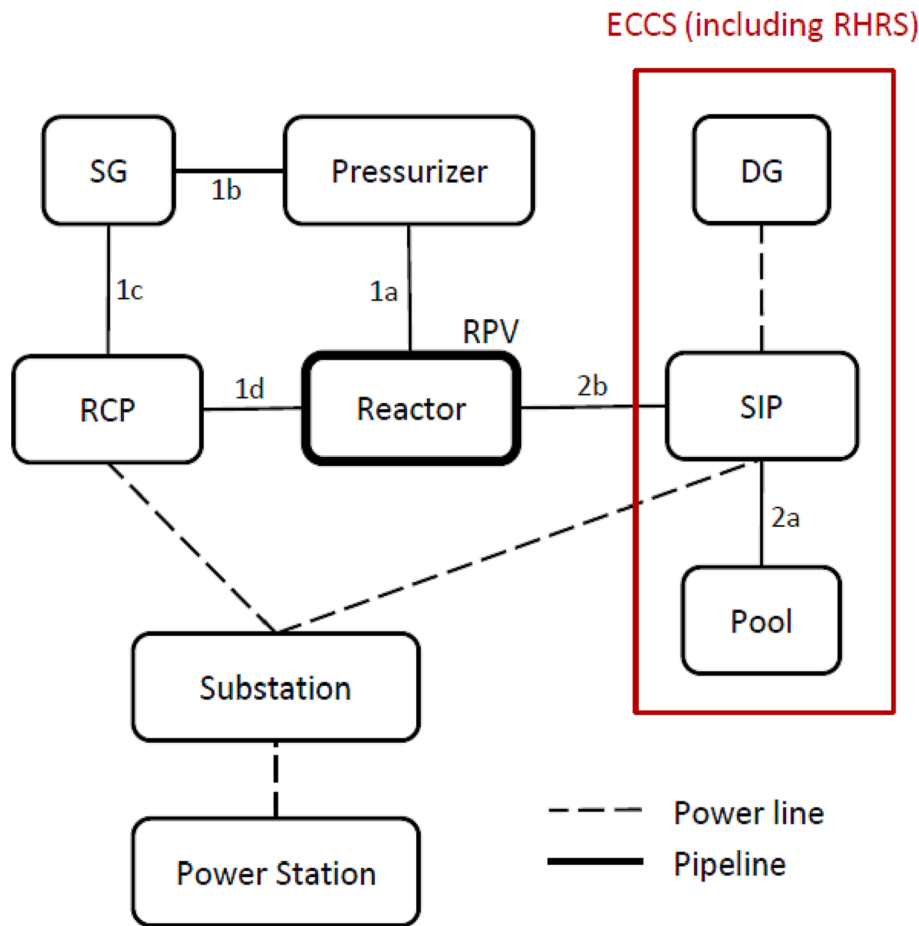 ECCS (including RHRS)
SG
1b
Pressurizer
DG
1c
1a
RPV
RCP
1d
Reactor
2b
SIP
2a
Pool
Substation
Power Station
Power line
Pipeline